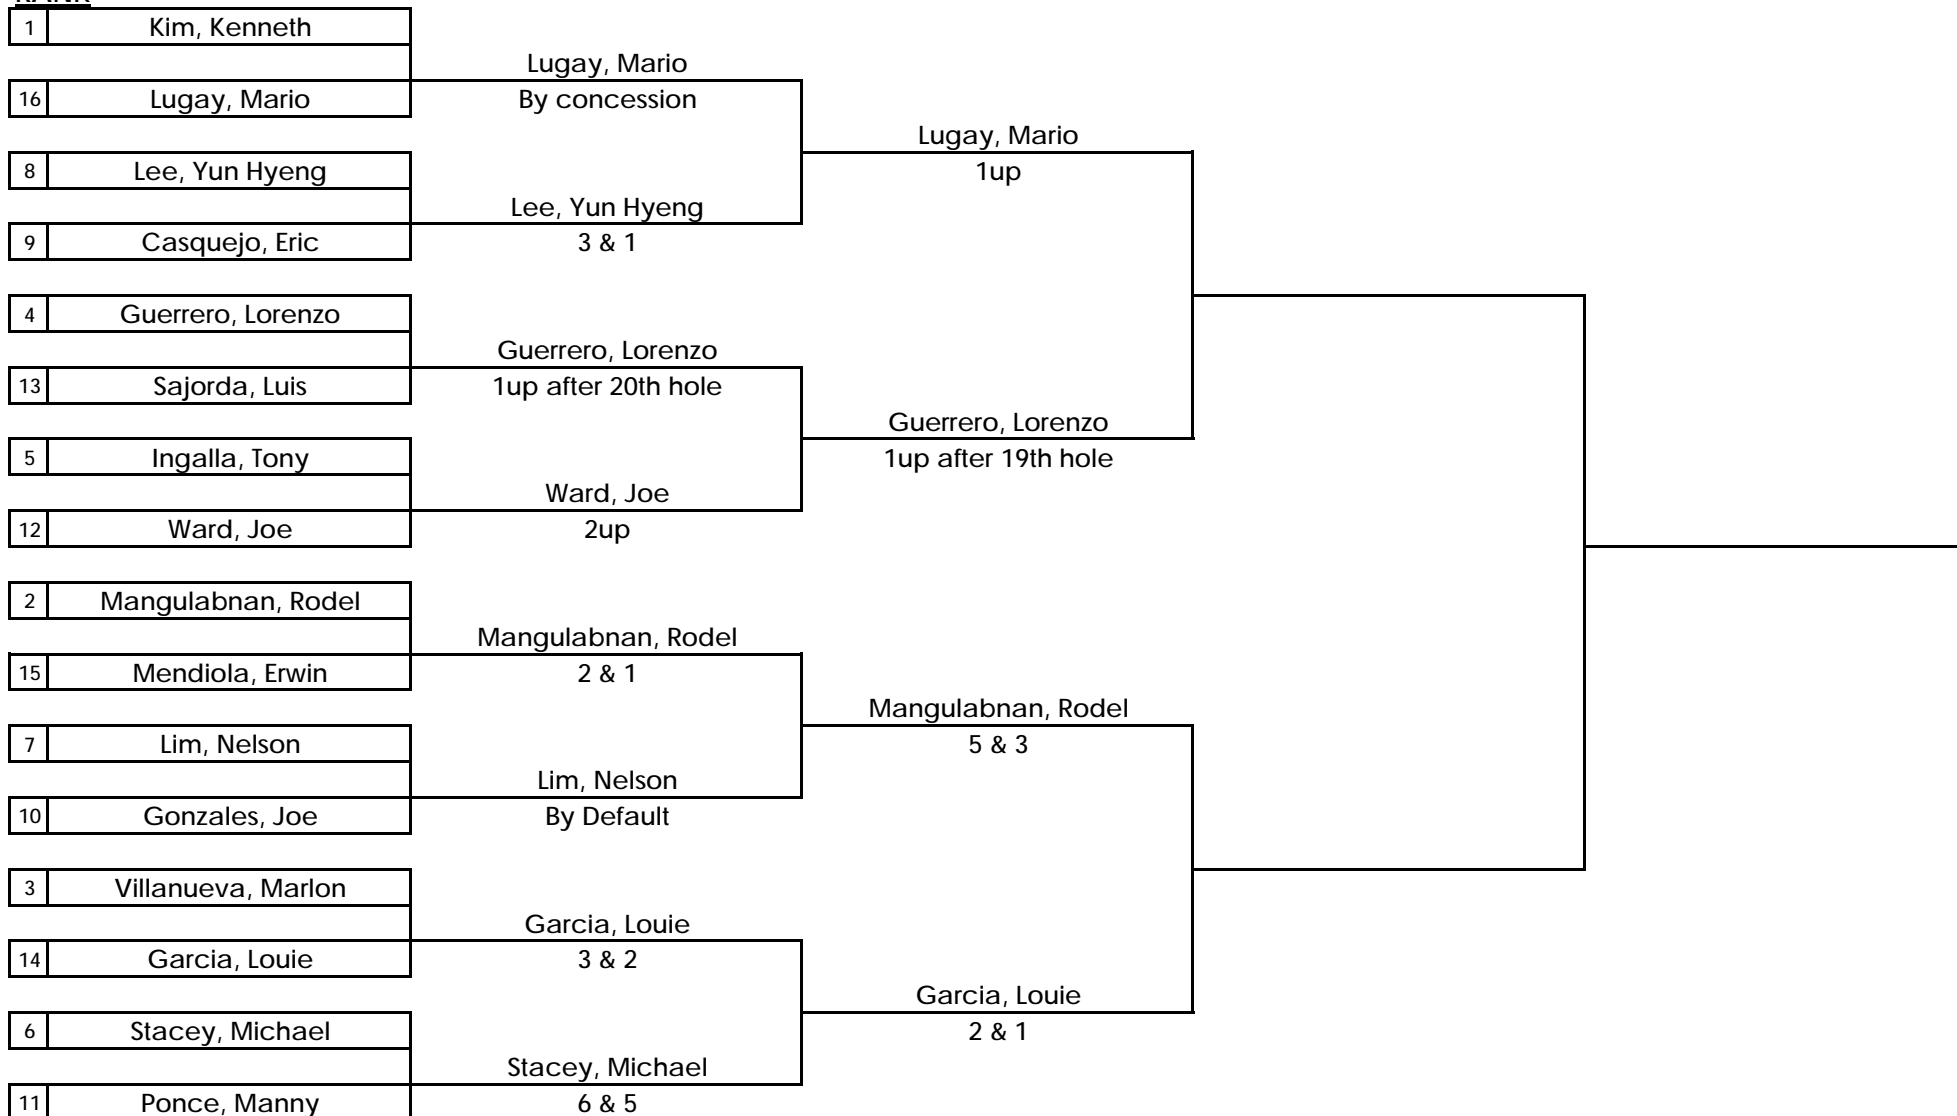 RANK
1 Kim, Kenneth
Lugay, Mario
16 Lugay, Mario
By concession
Lugay, Mario
8 Lee, Yun Hyeng
1up
Lee, Yun Hyeng
9 Casquejo, Eric
3 & 1
4 Guerrero, Lorenzo
Guerrero, Lorenzo
13 Sajorda, Luis
1up after 20th hole
Guerrero, Lorenzo
5 Ingalla, Tony
1up after 19th hole
Ward, Joe
12 Ward, Joe
2up
2 Mangulabnan, Rodel
Mangulabnan, Rodel
15 Mendiola, Erwin
2 & 1
Mangulabnan, Rodel
7 Lim, Nelson
5 & 3
Lim, Nelson
10 Gonzales, Joe
By Default
3 Villanueva, Marlon
Garcia, Louie
14 Garcia, Louie
3 & 2
Garcia, Louie
6 Stacey, Michael
2 & 1
Stacey, Michael
11 Ponce, Manny
6 & 5